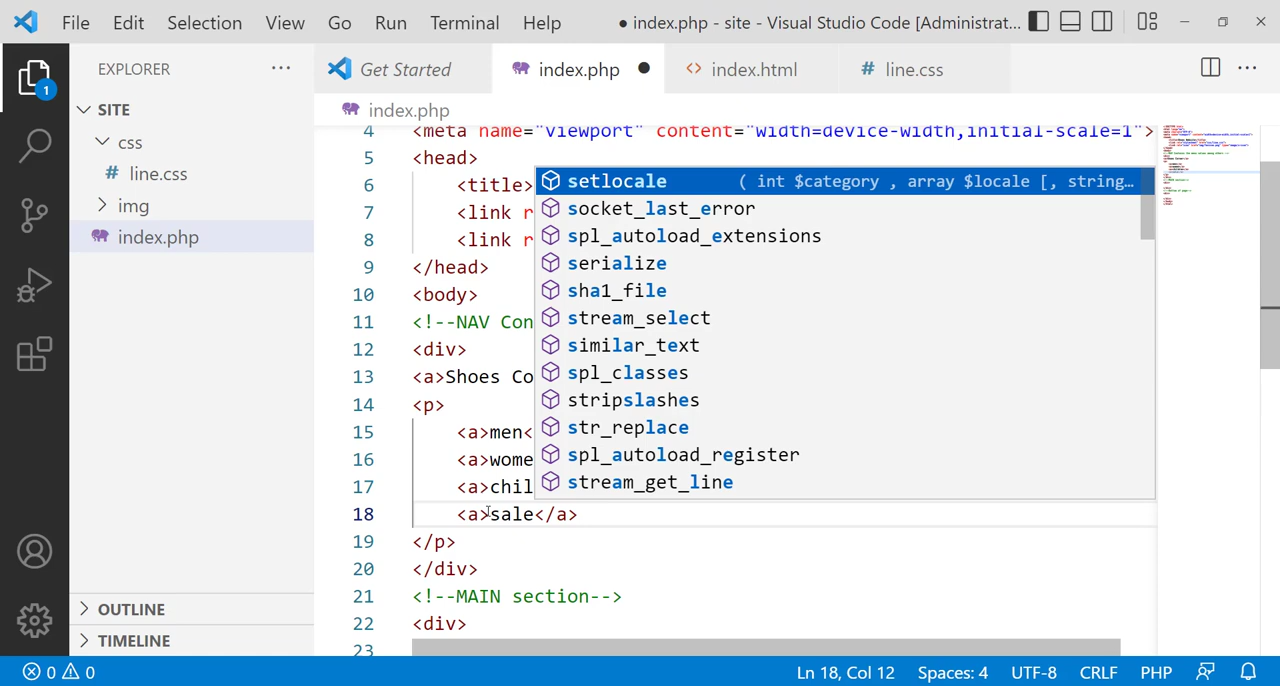 File Edit Selection View Go Run Terminal Help ● index.php - site - Visual Studio Code [Administrat...
EXPLORER ...
Get Started index.php ● index.html # line.css ...
1
SITE
index.php
css
# line.css
img
index.php
4 <meta name="viewport" content="width=device-width,initial-scale=1">
5 <head>
6 <title>
7 <link r
8 <link r
9 </head>
10 <body>
11 <!--NAV Con
12 <div>
13 <a>Shoes Co
14 <p>
15 <a>men<
16 <a>wome
17 <a>chil
18 <a>sale</a>
19 </p>
20 </div>
21 <!--MAIN section-->
22 <div>
23
setlocale ( int $category , array $locale [, string...
socket_last_error
spl_autoload_extensions
serialize
sha1_file
stream_select
similar_text
spl_classes
stripslashes
str_replace
spl_autoload_register
stream_get_line
OUTLINE
TIMELINE
0 0 Ln 18, Col 12 Spaces: 4 UTF-8 CRLF PHP